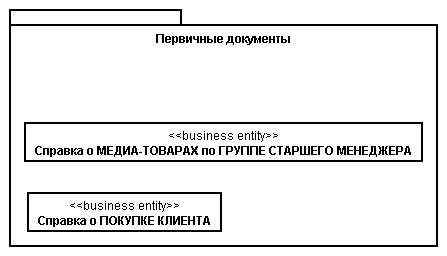 Первичные документы
<<business entity>>
Справка о МЕДИА-ТОВАРАХ по ГРУППЕ СТАРШЕГО МЕНЕДЖЕРА
<<business entity>>
Справка о ПОКУПКЕ КЛИЕНТА